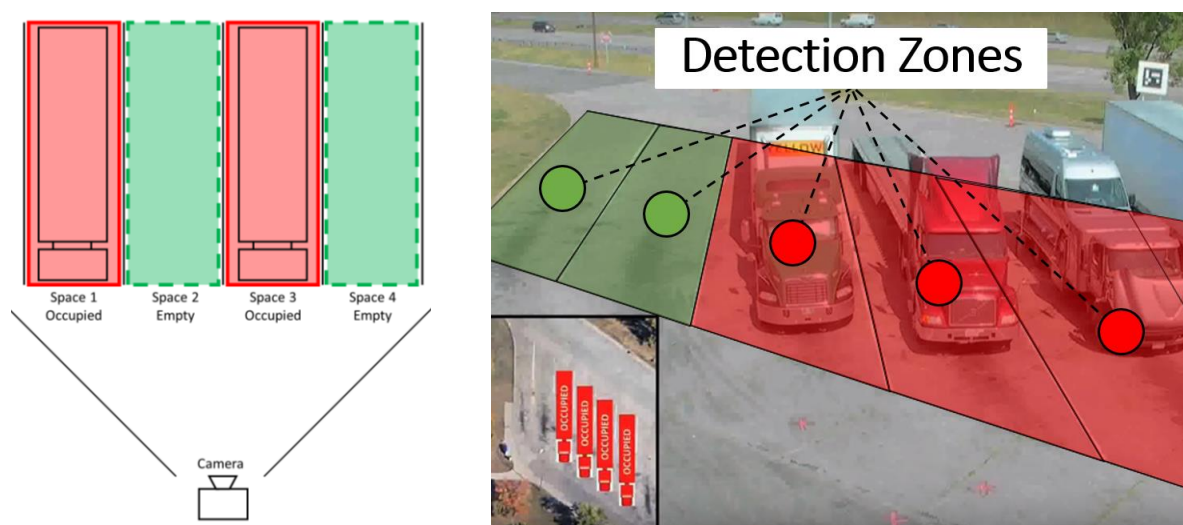 Space 1
Occupied
Space 2
Empty
Space 3
Occupied
Space 4
Empty
Camera
Detection Zones
YELLOW
OCCUPIED
OCCUPIED
OCCUPIED
OCCUPIED